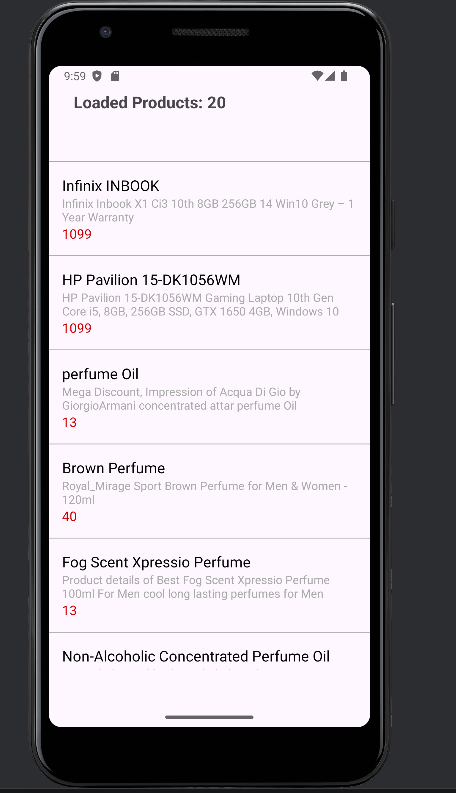 9:59
Loaded Products: 20
Infinix INBOOK
Infinix Inbook X1 Ci3 10th 8GB 256GB 14 Win10 Grey – 1
Year Warranty
1099
HP Pavilion 15-DK1056WM
HP Pavilion 15-DK1056WM Gaming Laptop 10th Gen
Core i5, 8GB, 256GB SSD, GTX 1650 4GB, Windows 10
1099
perfume Oil
Mega Discount, Impression of Acqua Di Gio by
GiorgioArmani concentrated attar perfume Oil
13
Brown Perfume
Royal_Mirage Sport Brown Perfume for Men & Women -
120ml
40
Fog Scent Xpressio Perfume
Product details of Best Fog Scent Xpressio Perfume
100ml For Men cool long lasting perfumes for Men
13
Non-Alcoholic Concentrated Perfume Oil